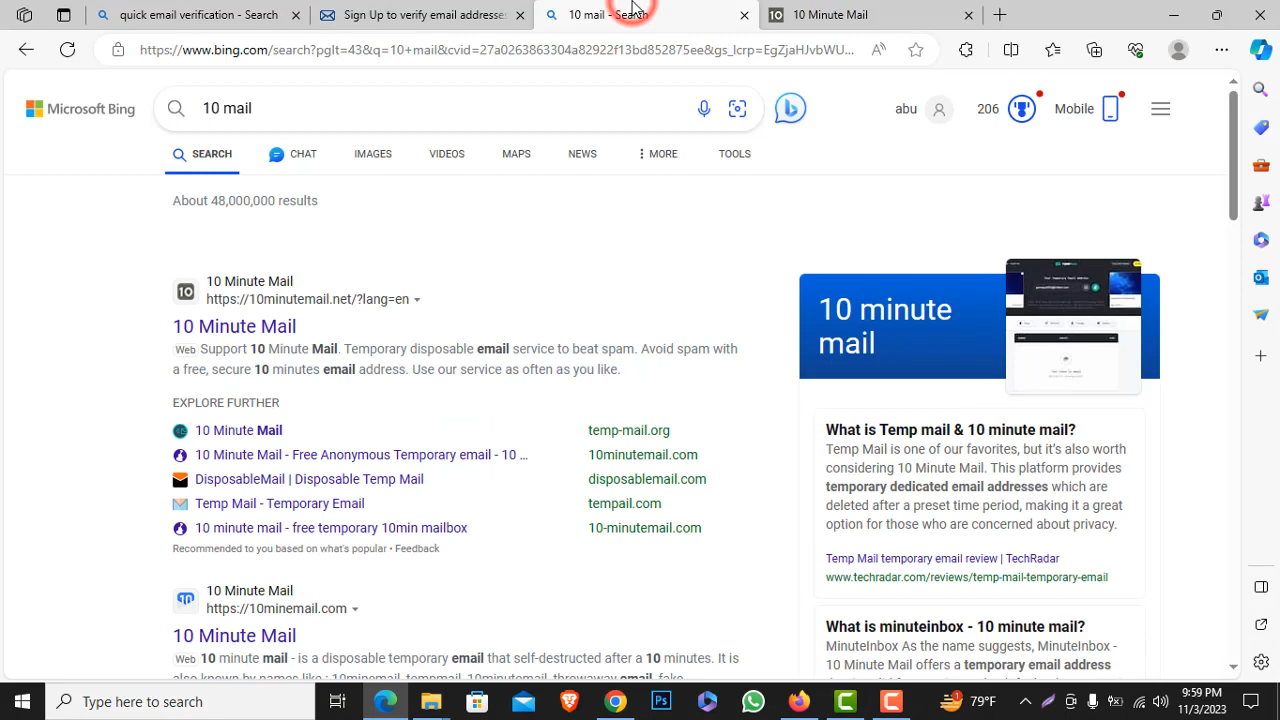 quick email verification - Search
Sign Up to verify email addresse
10 mail - Search
10 Minute Mail
https://www.bing.com/search?pglt=43&q=10+mail&cvid=27a0263863304a82922f13bd852875ee&gs_lcrp=EgZjaHJvbWU...
Microsoft Bing
10 mail
abu
206
Mobile
SEARCH
CHAT
IMAGES
VIDEOS
MAPS
NEWS
MORE
TOOLS
About 48,000,000 results
10 Minute Mail
https://10minutemail.net/?lang=en
10 Minute Mail
Web Support 10 Minute Mail. Temporary disposable email service to beat spam. Avoid spam with
a free, secure 10 minutes email address. Use our service as often as you like.
EXPLORE FURTHER
10 Minute Mail temp-mail.org
10 Minute Mail - Free Anonymous Temporary email - 10 ... 10minutemail.com
DisposableMail | Disposable Temp Mail disposablemail.com
Temp Mail - Temporary Email tempail.com
10 minute mail - free temporary 10min mailbox 10-minutemail.com
Recommended to you based on what's popular • Feedback
10 Minute Mail
https://10minemail.com
10 Minute Mail
Web 10 minute mail - is a disposable temporary email that self-destructed after a 10 minutes. It is
also known by names like : 10minemail, tempmail, 10minutemail, throwaway email, fake
10 minute
mail
What is Temp mail & 10 minute mail?
Temp Mail is one of our favorites, but it's also worth
considering 10 Minute Mail. This platform provides
temporary dedicated email addresses which are
deleted after a preset time period, making it a great
option for those who are concerned about privacy.
Temp Mail temporary email review | TechRadar
www.techradar.com/reviews/temp-mail-temporary-email
What is minuteinbox - 10 minute mail?
MinuteInbox As the name suggests, MinuteInbox -
10 Minute Mail offers a temporary email address
Type here to search
79°F
9:59 PM
11/3/2023